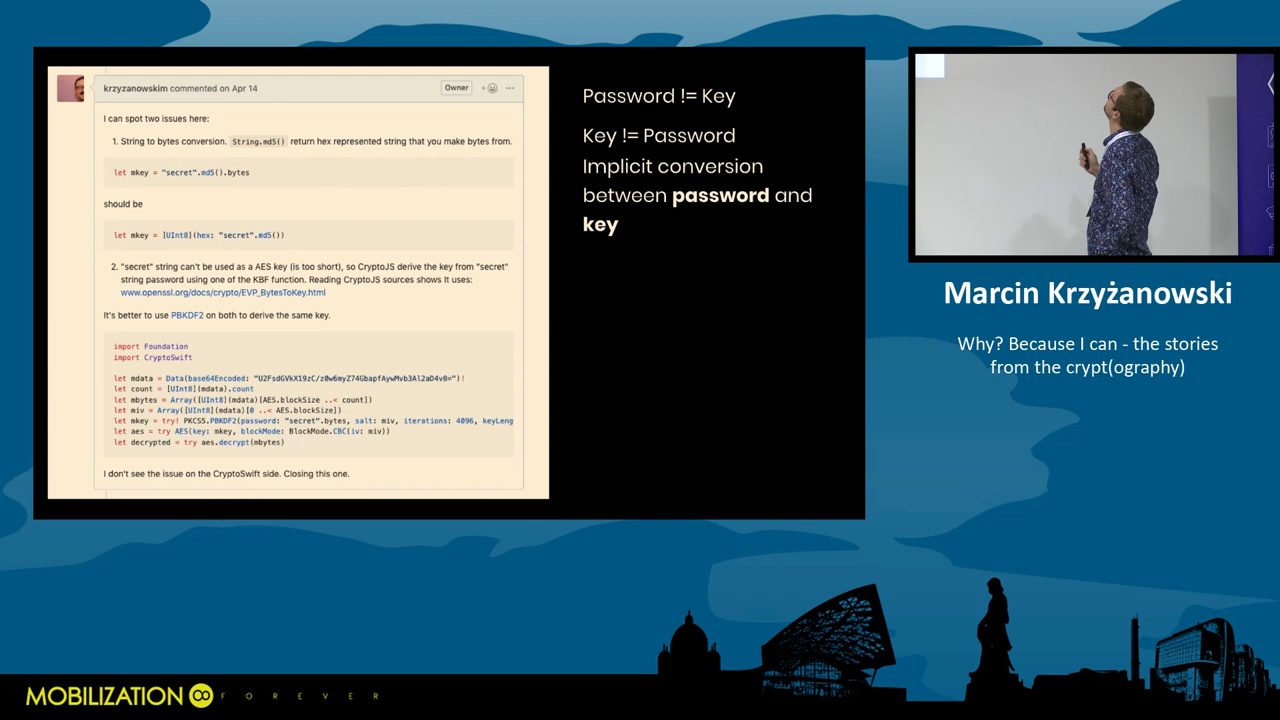 krzyzanowskim commented on Apr 14
Owner
I can spot two issues here:
1. String to bytes conversion. String.md5() return hex represented string that you make bytes from.
let mkey = "secret".md5().bytes
should be
let mkey = [UInt8](hex: "secret".md5())
2. "secret" string can't be used as a AES key (is too short), so CryptoJS derive the key from "secret"
string password using one of the KBF function. Reading CryptoJS sources shows It uses:
www.openssl.org/docs/crypto/EVP_BytesToKey.html
It's better to use PBKDF2 on both to derive the same key.
import Foundation
import CryptoSwift
let mdata = Data(base64Encoded: "U2FsdGVkX19zC/z0w6myZ74GbapfAywMvb3Al2aD4v8=")!
let count = [UInt8](mdata).count
let mbytes = Array([UInt8](mdata)[AES.blockSize ..< count])
let miv = Array([UInt8](mdata)[0 ..< AES.blockSize])
let mkey = try! PKCS5.PBKDF2(password: "secret".bytes, salt: miv, iterations: 4096, keyLeng
let aes = try AES(key: mkey, blockMode: BlockMode.CBC(iv: miv))
let decrypted = try aes.decrypt(mbytes)
I don't see the issue on the CryptoSwift side. Closing this one.
Password != Key
Key != Password
Implicit conversion
between password and
key
Marcin Krzyżanowski
Why? Because I can - the stories
from the crypt(ography)
MOBILIZATION
FOREVER